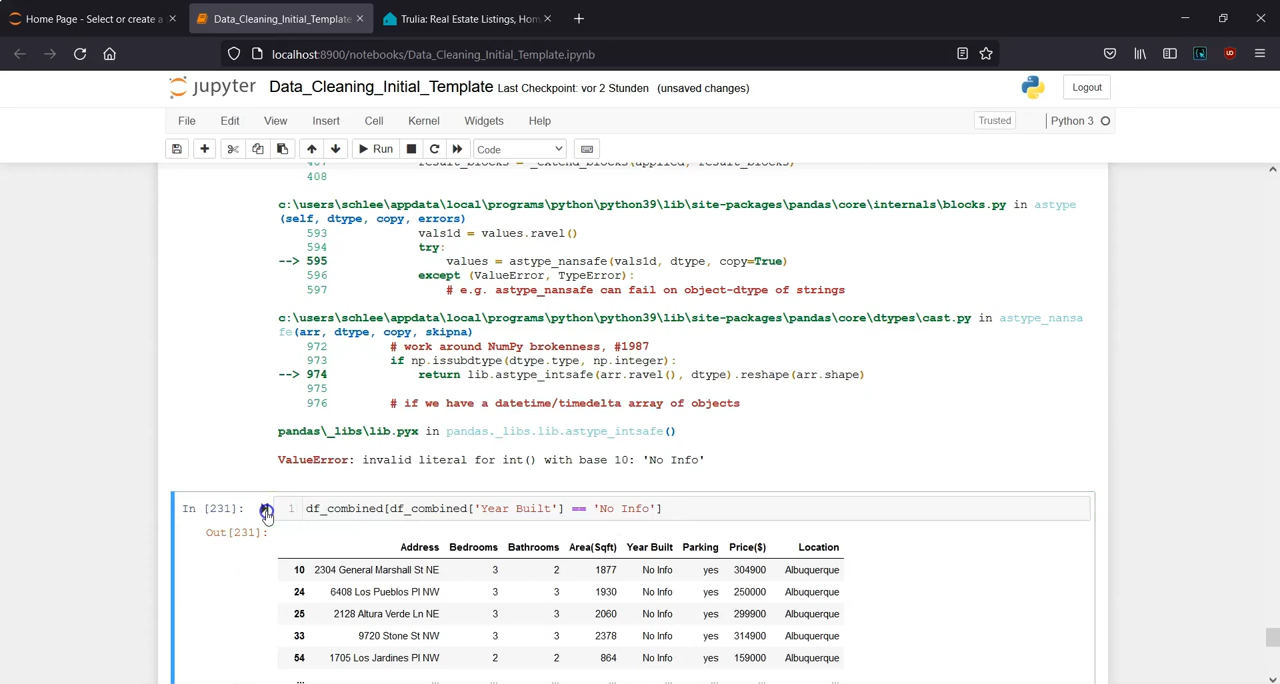 Home Page - Select or create a
Data_Cleaning_Initial_Template
Trulia: Real Estate Listings, Hom
localhost:8900/notebooks/Data_Cleaning_Initial_Template.ipynb
jupyter Data_Cleaning_Initial_Template Last Checkpoint: vor 2 Stunden (unsaved changes)
Logout
File Edit View Insert Cell Kernel Widgets Help
Trusted
Python 3
Run
Code
408
c:\users\schlee\appdata\local\programs\python\python39\lib\site-packages\pandas\core\internals\blocks.py in astype
(self, dtype, copy, errors)
593 vals1d = values.ravel()
594 try:
--> 595 values = astype_nansafe(vals1d, dtype, copy=True)
596 except (ValueError, TypeError):
597 # e.g. astype_nansafe can fail on object-dtype of strings
c:\users\schlee\appdata\local\programs\python\python39\lib\site-packages\pandas\core\dtypes\cast.py in astype_nansa
fe(arr, dtype, copy, skipna)
972 # work around NumPy brokenness, #1987
973 if np.issubdtype(dtype.type, np.integer):
--> 974 return lib.astype_intsafe(arr.ravel(), dtype).reshape(arr.shape)
975
976 # if we have a datetime/timedelta array of objects
pandas\_libs\lib.pyx in pandas._libs.lib.astype_intsafe()
ValueError: invalid literal for int() with base 10: 'No Info'
In [231]: 1 df_combined[df_combined['Year Built'] == 'No Info']
Out[231]:
Address Bedrooms Bathrooms Area(Sqft) Year Built Parking Price($) Location
10 2304 General Marshall St NE 3 2 1877 No Info yes 304900 Albuquerque
24 6408 Los Pueblos Pl NW 3 3 1930 No Info yes 250000 Albuquerque
25 2128 Altura Verde Ln NE 3 3 2060 No Info yes 299900 Albuquerque
33 9720 Stone St NW 3 3 2378 No Info yes 314900 Albuquerque
54 1705 Los Jardines Pl NW 2 2 864 No Info yes 159000 Albuquerque